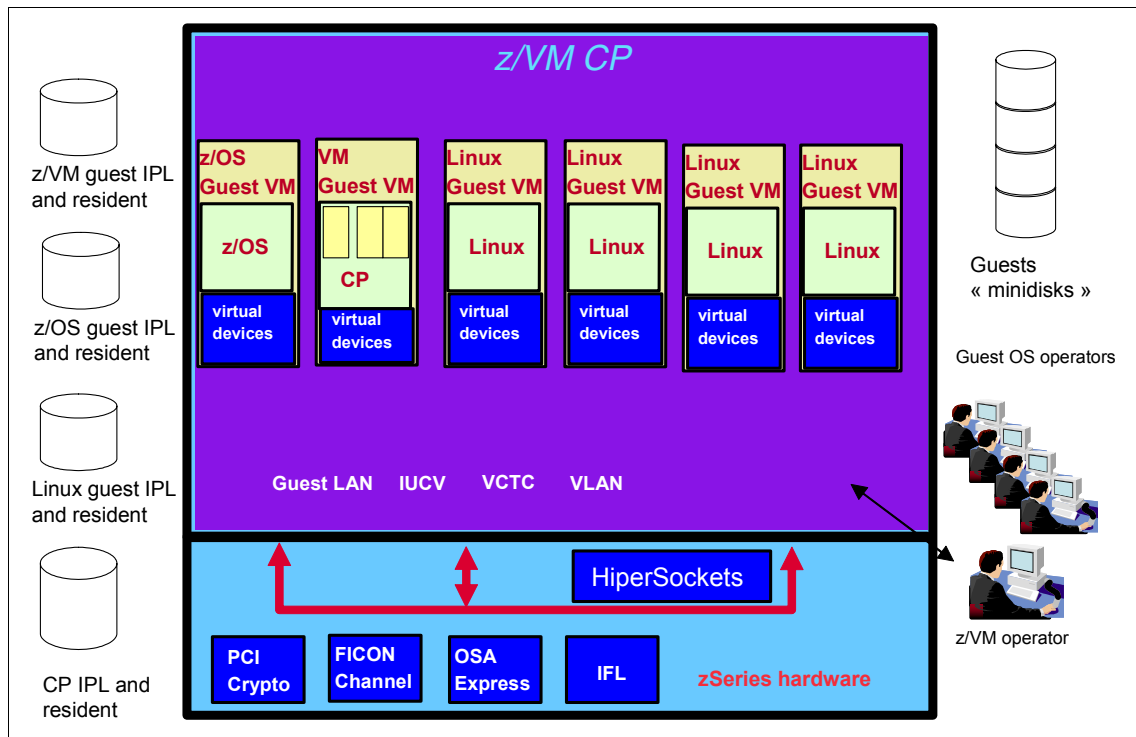 z/VM CP
z/VM guest IPL
and resident
z/OS guest IPL
and resident
Linux guest IPL
and resident
CP IPL and
resident
z/OS
Guest VM
z/OS
virtual
devices
VM
Guest VM
CP
virtual
devices
Linux
Guest VM
Linux
virtual
devices
Linux
Guest VM
Linux
virtual
devices
Linux
Guest VM
Linux
virtual
devices
Linux
Guest VM
Linux
virtual
devices
Guest LAN
IUCV
VCTC
VLAN
HiperSockets
PCI
Crypto
FICON
Channel
OSA
Express
IFL
zSeries hardware
Guests
« minidisks »
Guest OS operators
z/VM operator